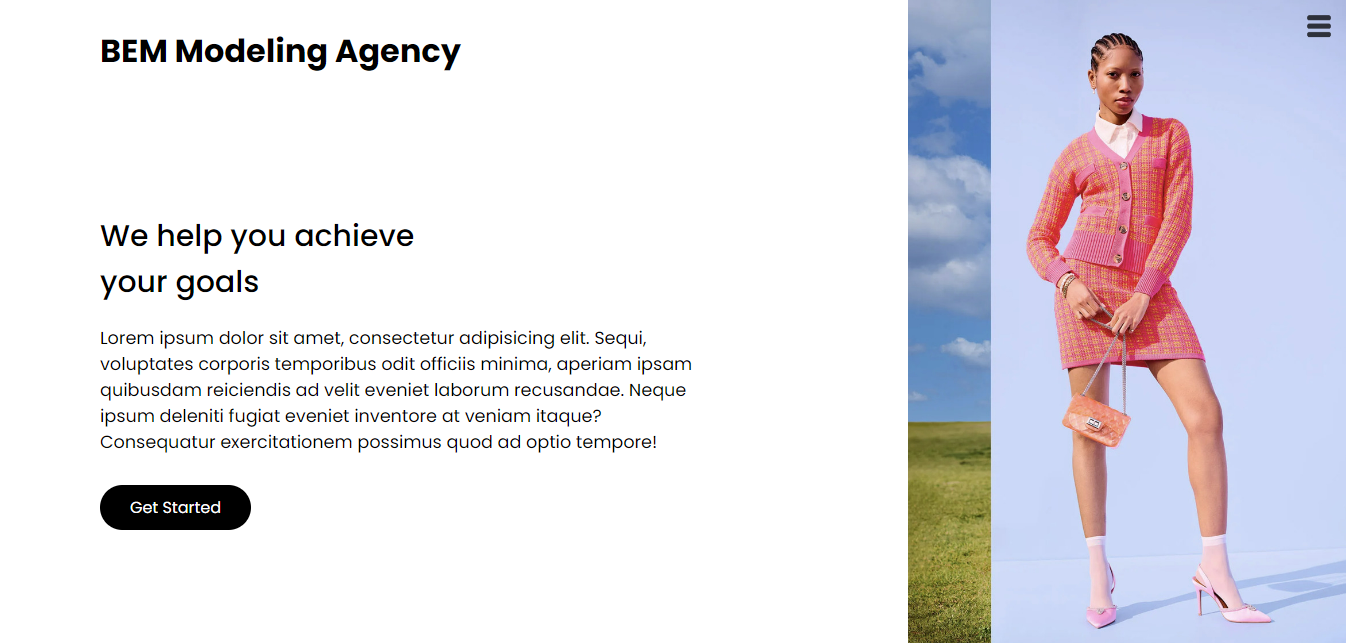 BEM Modeling Agency
We help you achieve
your goals
Lorem ipsum dolor sit amet, consectetur adipisicing elit. Sequi,
voluptates corporis temporibus odit officiis minima, aperiam ipsam
quibusdam reiciendis ad velit eveniet laborum recusandae. Neque
ipsum deleniti fugiat eveniet inventore at veniam itaque?
Consequatur exercitationem possimus quod ad optio tempore!
Get Started